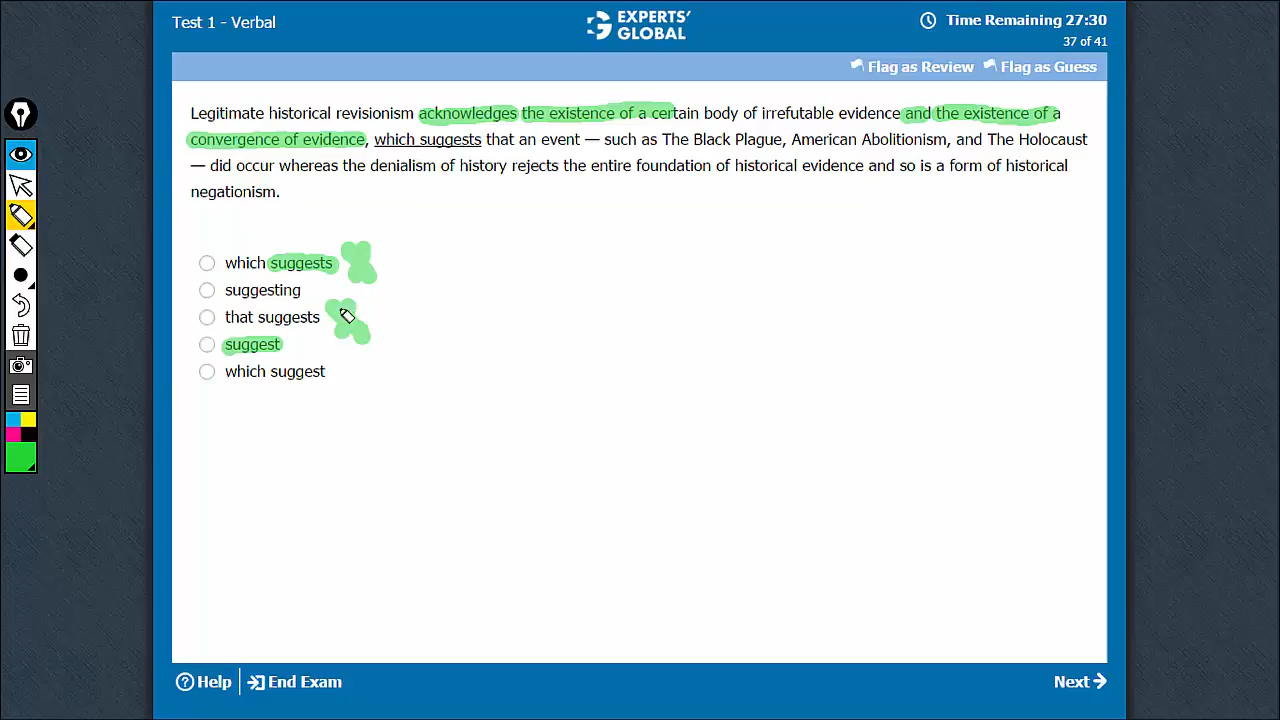 Test 1 - Verbal
EXPERTS'
GLOBAL
Time Remaining 27:30
37 of 41
Flag as Review Flag as Guess
Legitimate historical revisionism acknowledges the existence of a certain body of irrefutable evidence and the existence of a
convergence of evidence, which suggests that an event — such as The Black Plague, American Abolitionism, and The Holocaust
— did occur whereas the denialism of history rejects the entire foundation of historical evidence and so is a form of historical
negationism.
which suggests
suggesting
that suggests
suggest
which suggest
Help End Exam Next